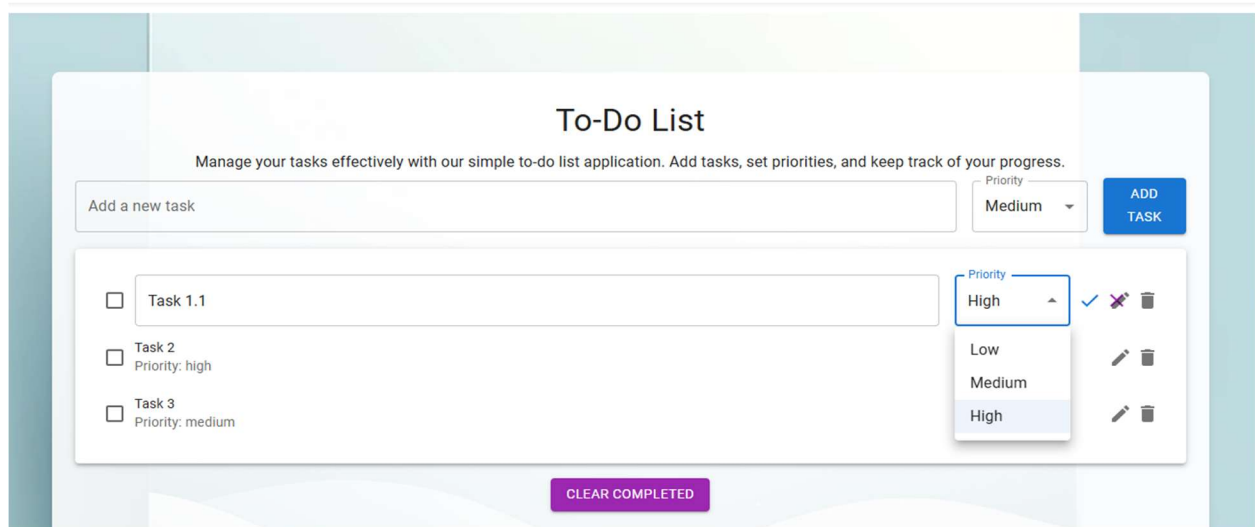 To-Do List
Manage your tasks effectively with our simple to-do list application. Add tasks, set priorities, and keep track of your progress.
Add a new task
Priority
Medium
ADD
TASK
Task 1.1
Priority
High
Low
Medium
High
Task 2
Priority: high
Task 3
Priority: medium
CLEAR COMPLETED